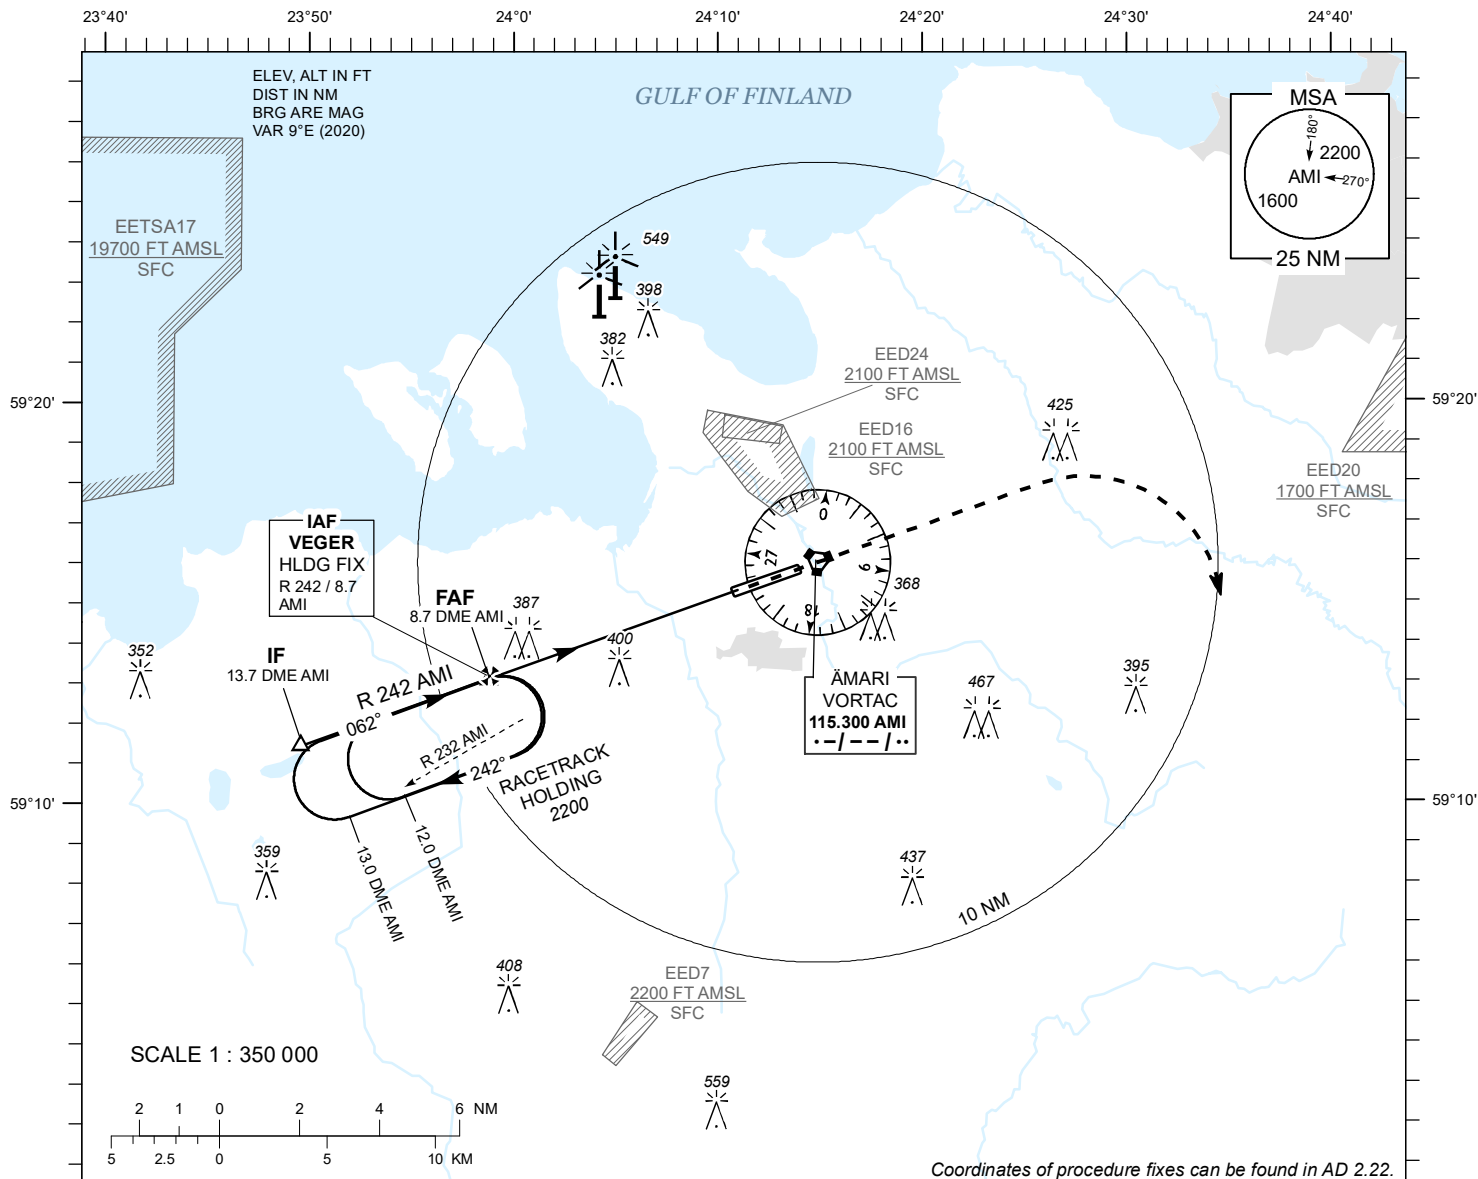 23°40'
23°50'
24°0'
24°10'
24°20'
24°30'
24°40'
ELEV, ALT IN FT
DIST IN NM
BRG ARE MAG
VAR 9°E (2020)
GULF OF FINLAND
MSA
180°
2200
AMI
270°
1600
25 NM
EETSA17
19700 FT AMSL
SFC
549
398
382
EED24
2100 FT AMSL
SFC
EED16
2100 FT AMSL
SFC
425
59°20'
59°20'
EED20
1700 FT AMSL
SFC
IAF
VEGER
HLDG FIX
R 242 / 8.7
AMI
0
27
9
18
368
FAF
8.7 DME AMI
387
400
352
IF
13.7 DME AMI
R 242 AMI
062°
R 232 AMI
242°
RACETRACK
HOLDING
2200
ÄMARI
VORTAC
115.300 AMI
· – / – – / · ·
467
395
59°10'
59°10'
13.0 DME AMI
12.0 DME AMI
359
437
10 NM
408
EED7
2200 FT AMSL
SFC
559
SCALE 1 : 350 000
2 1 0 2 4 6 NM
5 2.5 0 5 10 KM
Coordinates of procedure fixes can be found in AD 2.22.